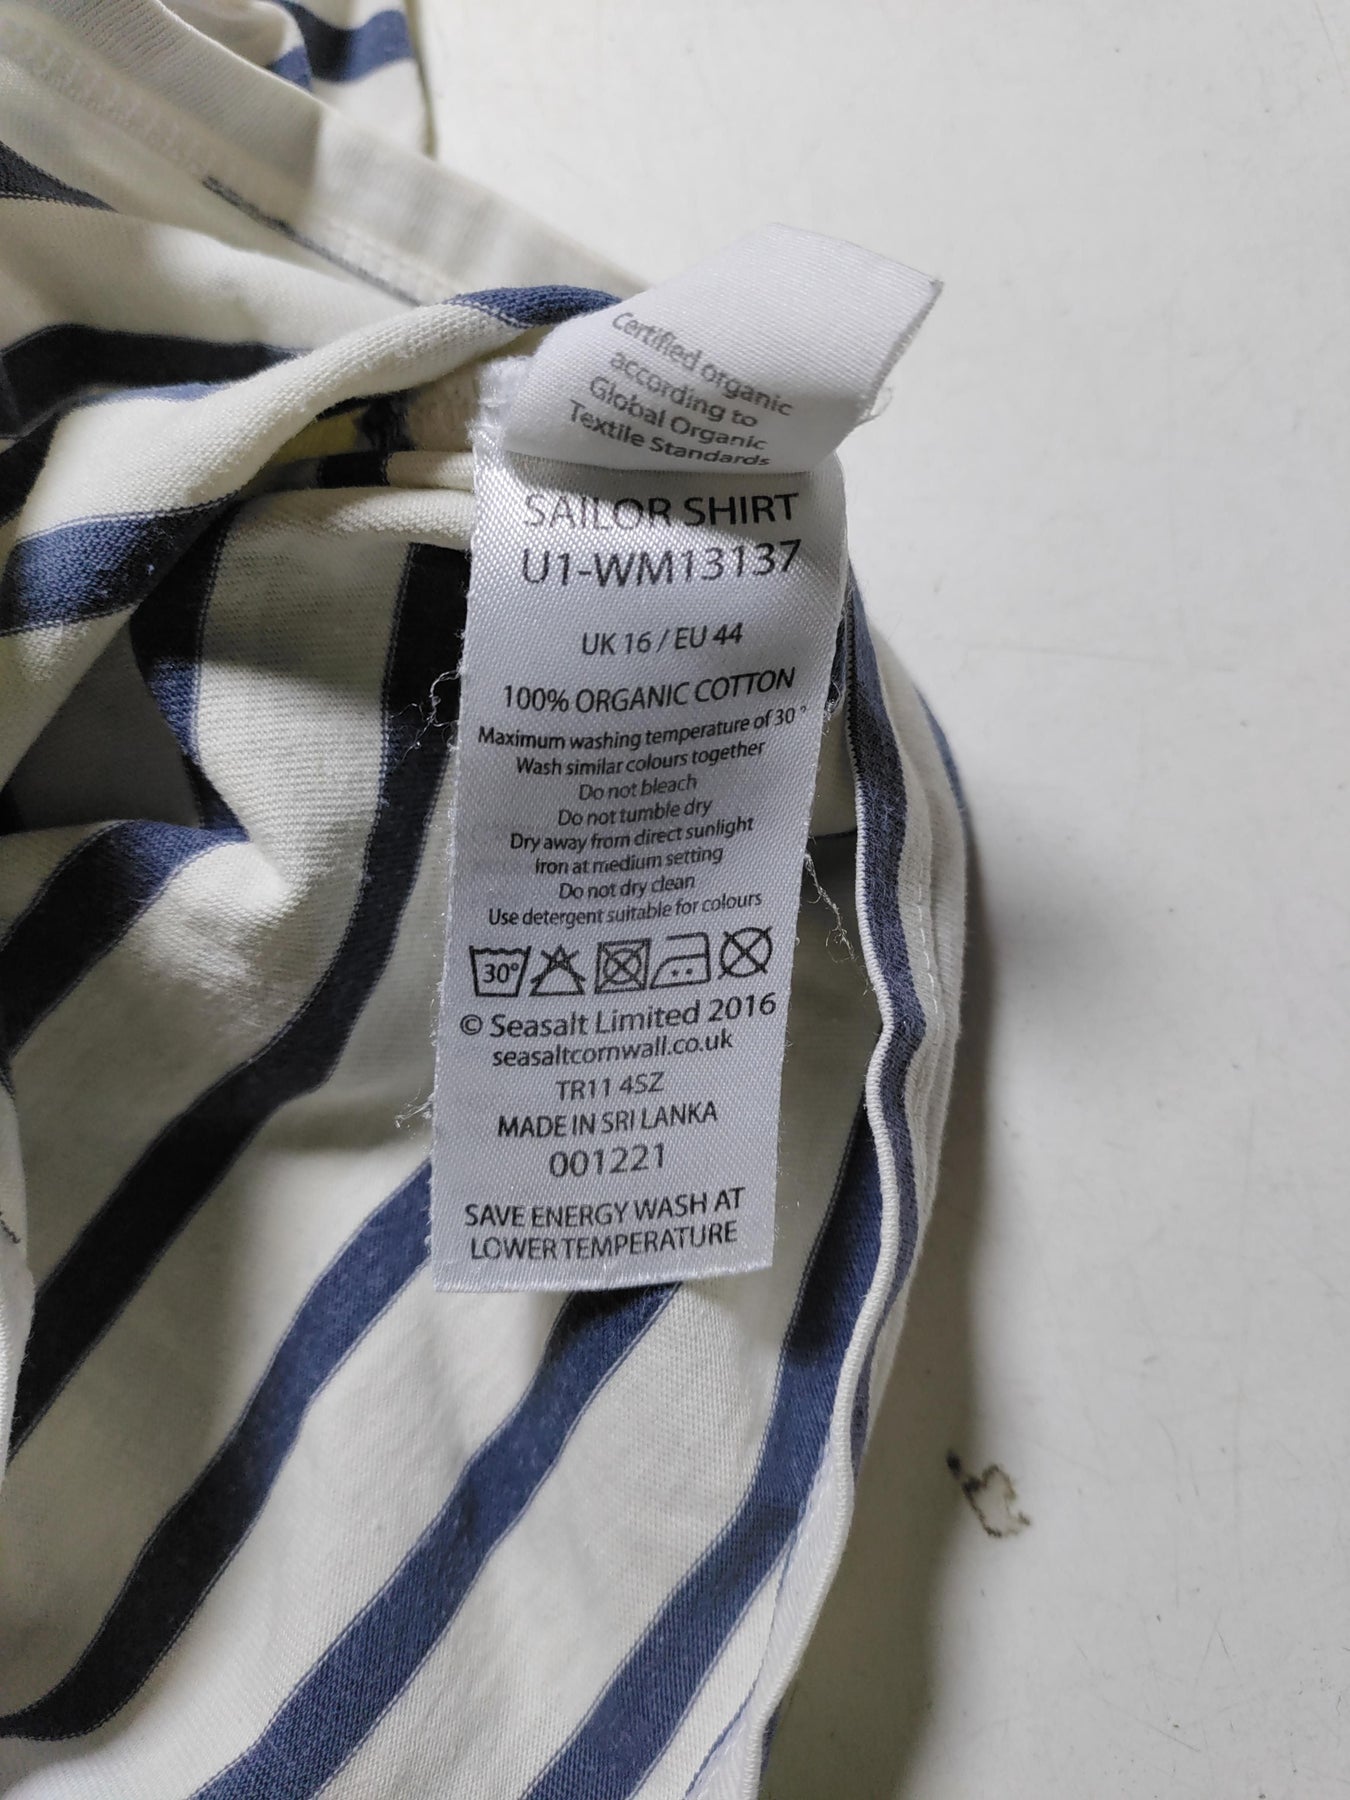 Certified organic
according to
Global Organic
Textile Standards
SAILOR SHIRT
U1-WM13137
UK 16 / EU 44
100% ORGANIC COTTON
Maximum washing temperature of 30 °
Wash similar colours together
Do not bleach
Do not tumble dry
Dry away from direct sunlight
Iron at medium setting
Do not dry clean
Use detergent suitable for colours
30°
© Seasalt Limited 2016
seasaltcornwall.co.uk
TR11 4SZ
MADE IN SRI LANKA
001221
SAVE ENERGY WASH AT
LOWER TEMPERATURE